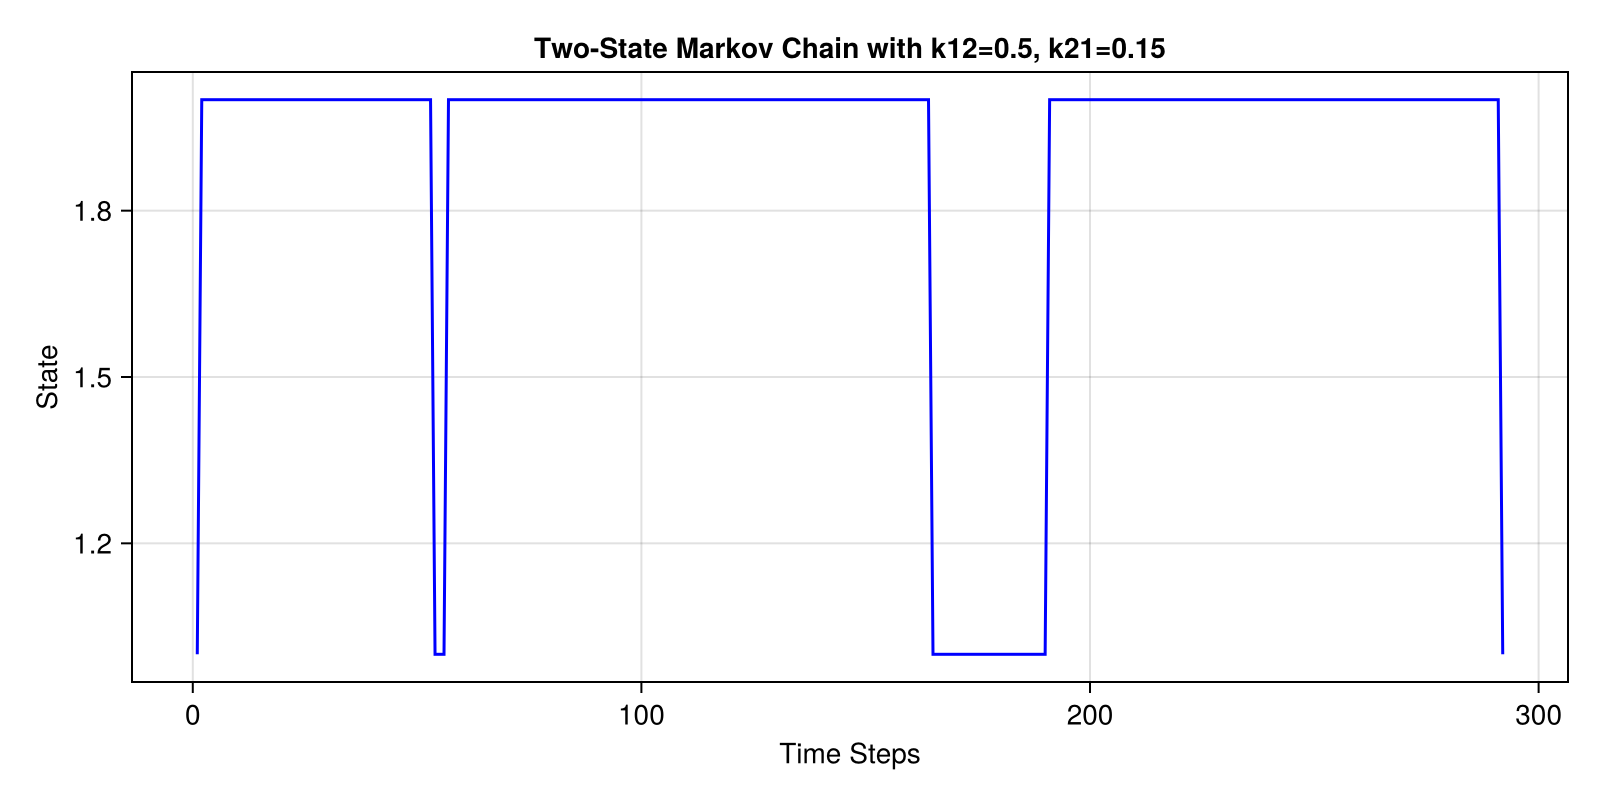 Two-State Markov Chain with k12=0.5, k21=0.15
State
1.8
1.5
1.2
0 100 200 300
Time Steps